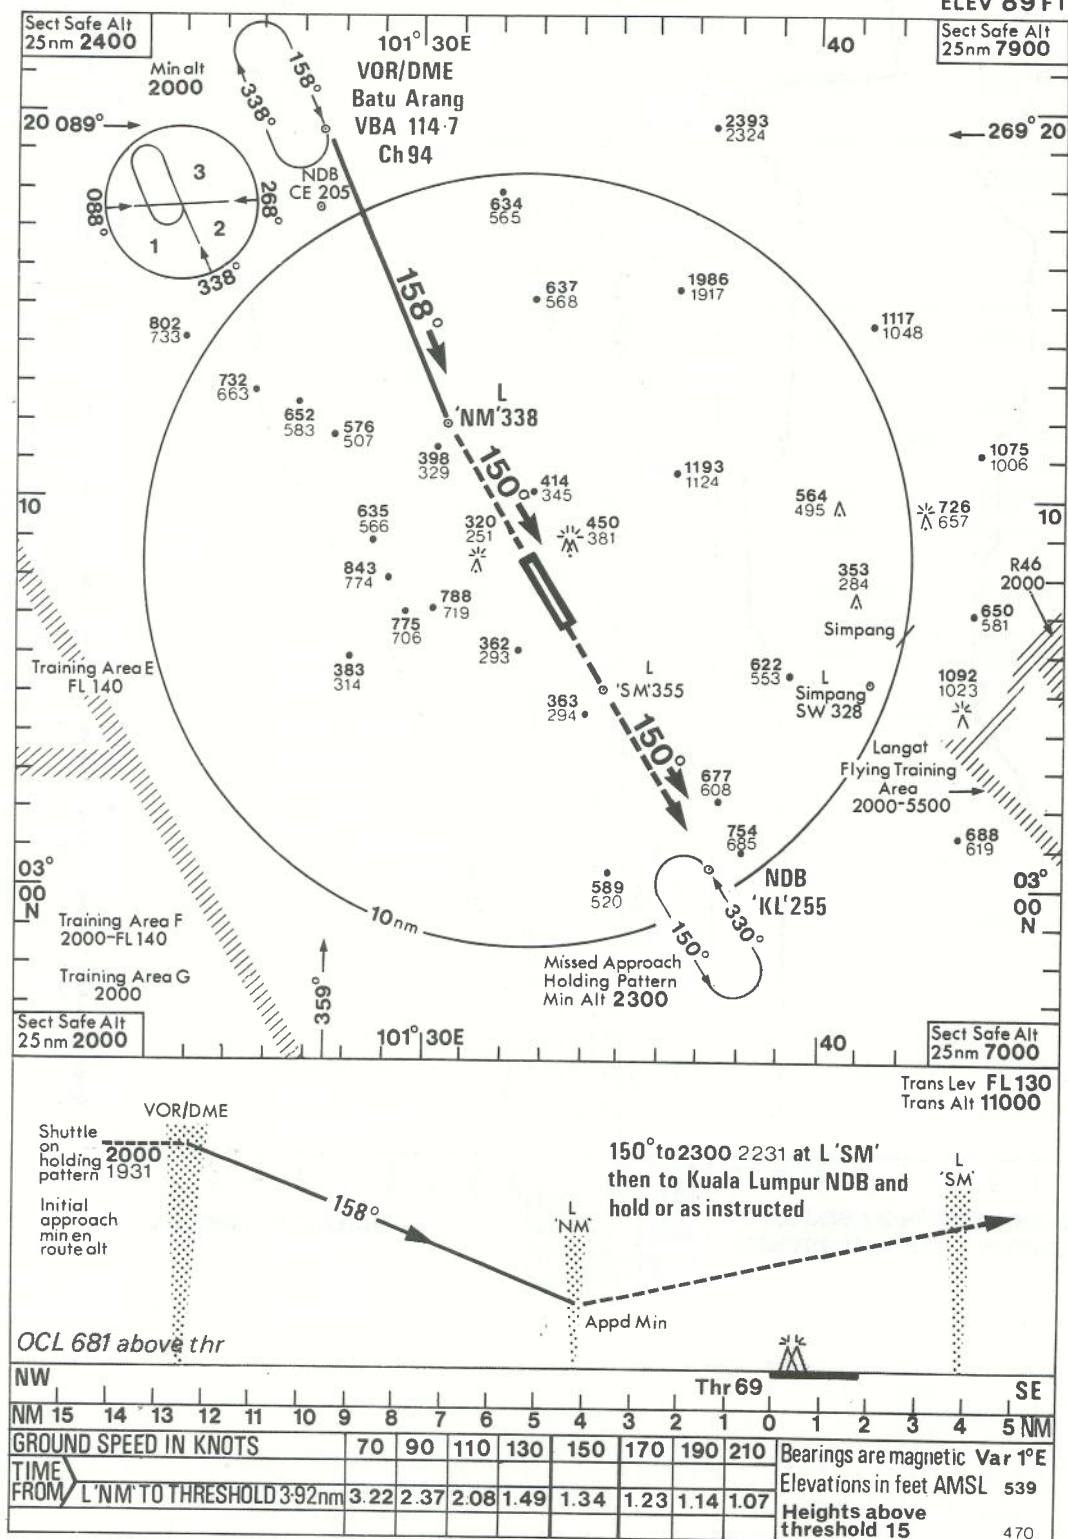 ELEV 89 FT
Sect Safe Alt
25nm 2400
101° 30E
40
Sect Safe Alt
25nm 7900
Min alt
2000
158°
338°
VOR/DME
Batu Arang
VBA 114·7
Ch 94
20 089°
2393
2324
269° 20
NDB
CE 205
3
088°
268°
2
1
338°
634
565
158°
637
568
1986
1917
1117
1048
802
733
732
663
652
583
576
507
L
'NM'338
398
329
150°
414
345
1193
1124
1075
1006
10
564
495
726
657
10
635
566
320
251
450
381
R46
2000
843
774
353
284
788
719
775
706
650
581
Simpang
362
293
383
314
Training Area E
FL 140
L
'SM'355
622
553
L
Simpang
SW 328
1092
1023
363
294
150°
Langat
Flying Training
Area
2000-5500
677
608
754
685
688
619
03°
00
N
589
520
NDB
'KL'255
03°
00
N
330°
150°
10nm
Training Area F
2000-FL 140
Training Area G
2000
359°
Missed Approach
Holding Pattern
Min Alt 2300
Sect Safe Alt
25nm 2000
101° 30E
40
Sect Safe Alt
25nm 7000
Trans Lev FL 130
Trans Alt 11000
VOR/DME
Shuttle
on
holding
pattern
2000
1931
Initial
approach
min en
route alt
158°
150° to 2300 2231 at L 'SM'
then to Kuala Lumpur NDB and
hold or as instructed
L
'NM'
L
'SM'
Appd Min
OCL 681 above thr
NW
Thr 69
SE
NM 15 14 13 12 11 10 9 8 7 6 5 4 3 2 1 0 1 2 3 4 5 NM
GROUND SPEED IN KNOTS 70 90 110 130 150 170 190 210
TIME
FROM
L 'NM' TO THRESHOLD 3·92nm 3.22 2.37 2.08 1.49 1.34 1.23 1.14 1.07
Bearings are magnetic Var 1°E
Elevations in feet AMSL 539
Heights above
threshold 15 470